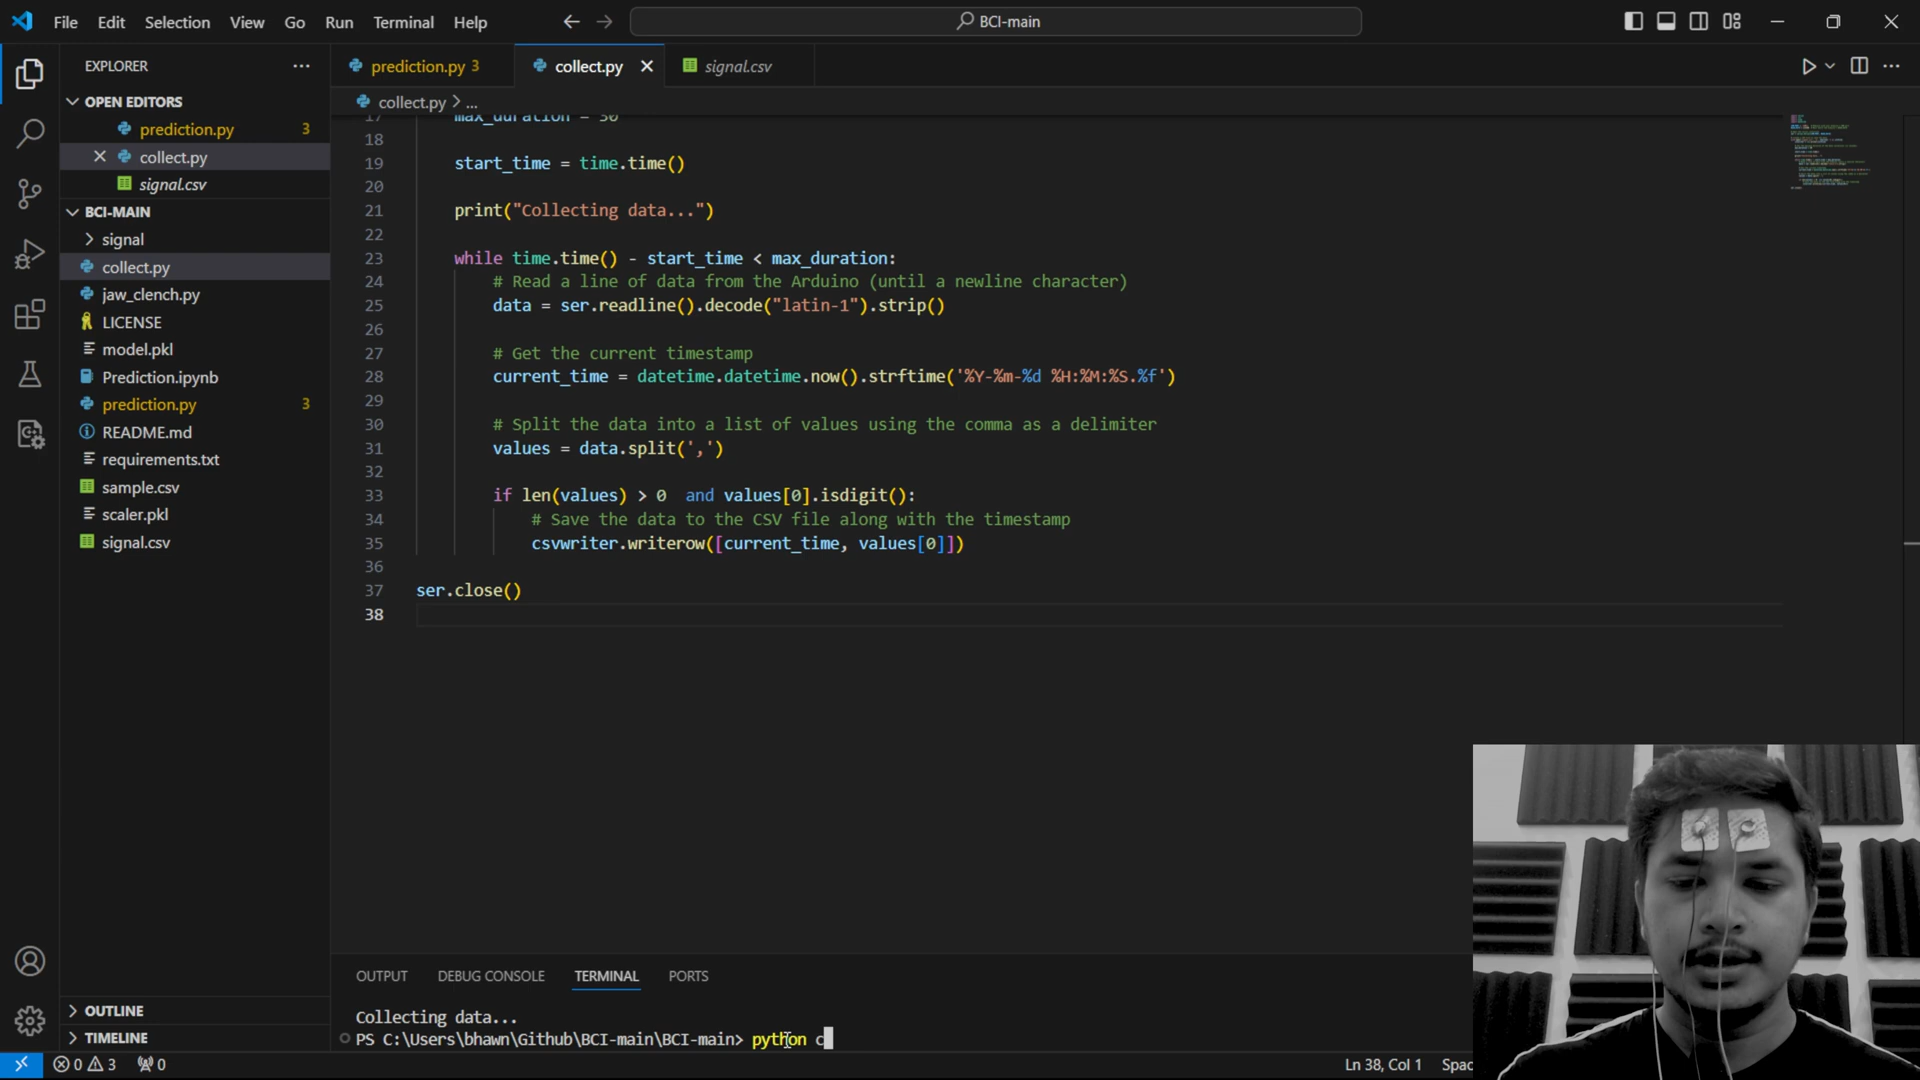 File Edit Selection View Go Run Terminal Help
BCI-main
EXPLORER
OPEN EDITORS
prediction.py 3
collect.py
signal.csv
BCI-MAIN
signal
collect.py
jaw_clench.py
LICENSE
model.pkl
Prediction.ipynb
prediction.py 3
README.md
requirements.txt
sample.csv
scaler.pkl
signal.csv
OUTLINE
TIMELINE
prediction.py 3 collect.py signal.csv
collect.py > ...
17 max_duration = 30
18
19 start_time = time.time()
20
21 print("Collecting data...")
22
23 while time.time() - start_time < max_duration:
24 # Read a line of data from the Arduino (until a newline character)
25 data = ser.readline().decode("latin-1").strip()
26
27 # Get the current timestamp
28 current_time = datetime.datetime.now().strftime('%Y-%m-%d %H:%M:%S.%f')
29
30 # Split the data into a list of values using the comma as a delimiter
31 values = data.split(',')
32
33 if len(values) > 0  and values[0].isdigit():
34 # Save the data to the CSV file along with the timestamp
35 csvwriter.writerow([current_time, values[0]])
36
37 ser.close()
38
OUTPUT DEBUG CONSOLE TERMINAL PORTS
Collecting data...
PS C:\Users\bhawn\Github\BCI-main\BCI-main> python c
0 3 0 Ln 38, Col 1 Spac